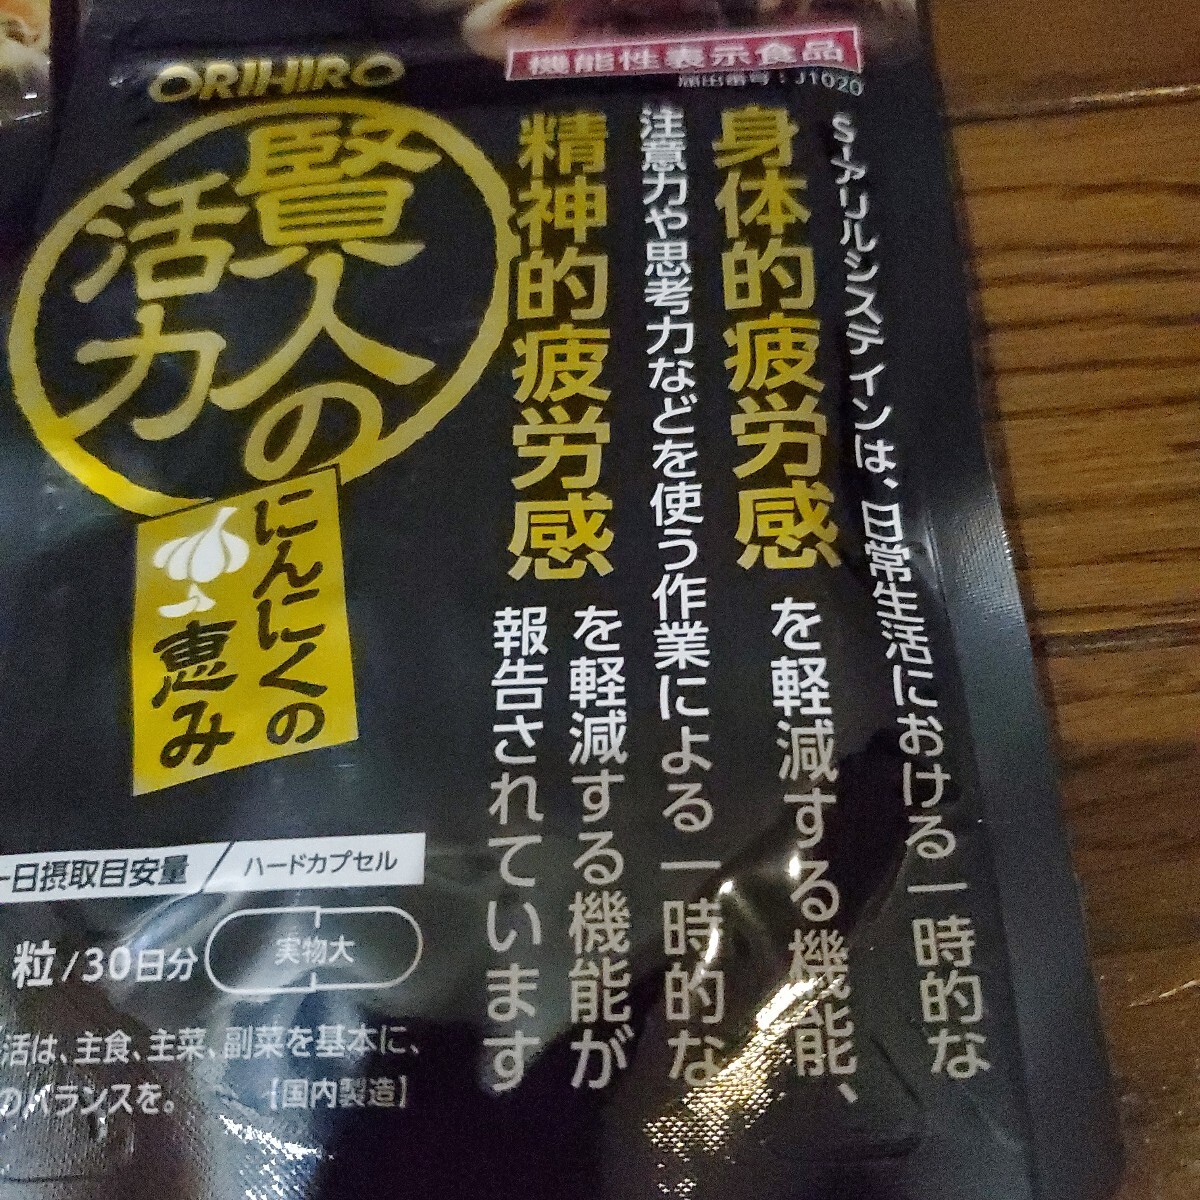 機能性表示食品
届出番号：J1020
ORIHIRO
賢人の
活力
にんにくの
恵み
S-アリルシステインは、日常生活における一時的な
身体的疲労感を軽減する機能、
注意力や思考力などを使う作業による一時的な
精神的疲労感を軽減する機能が
報告されています
一日摂取目安量/ハードカプセル
粒/30日分
実物大
活は、主食、主菜、副菜を基本に、
のバランスを。
【国内製造】